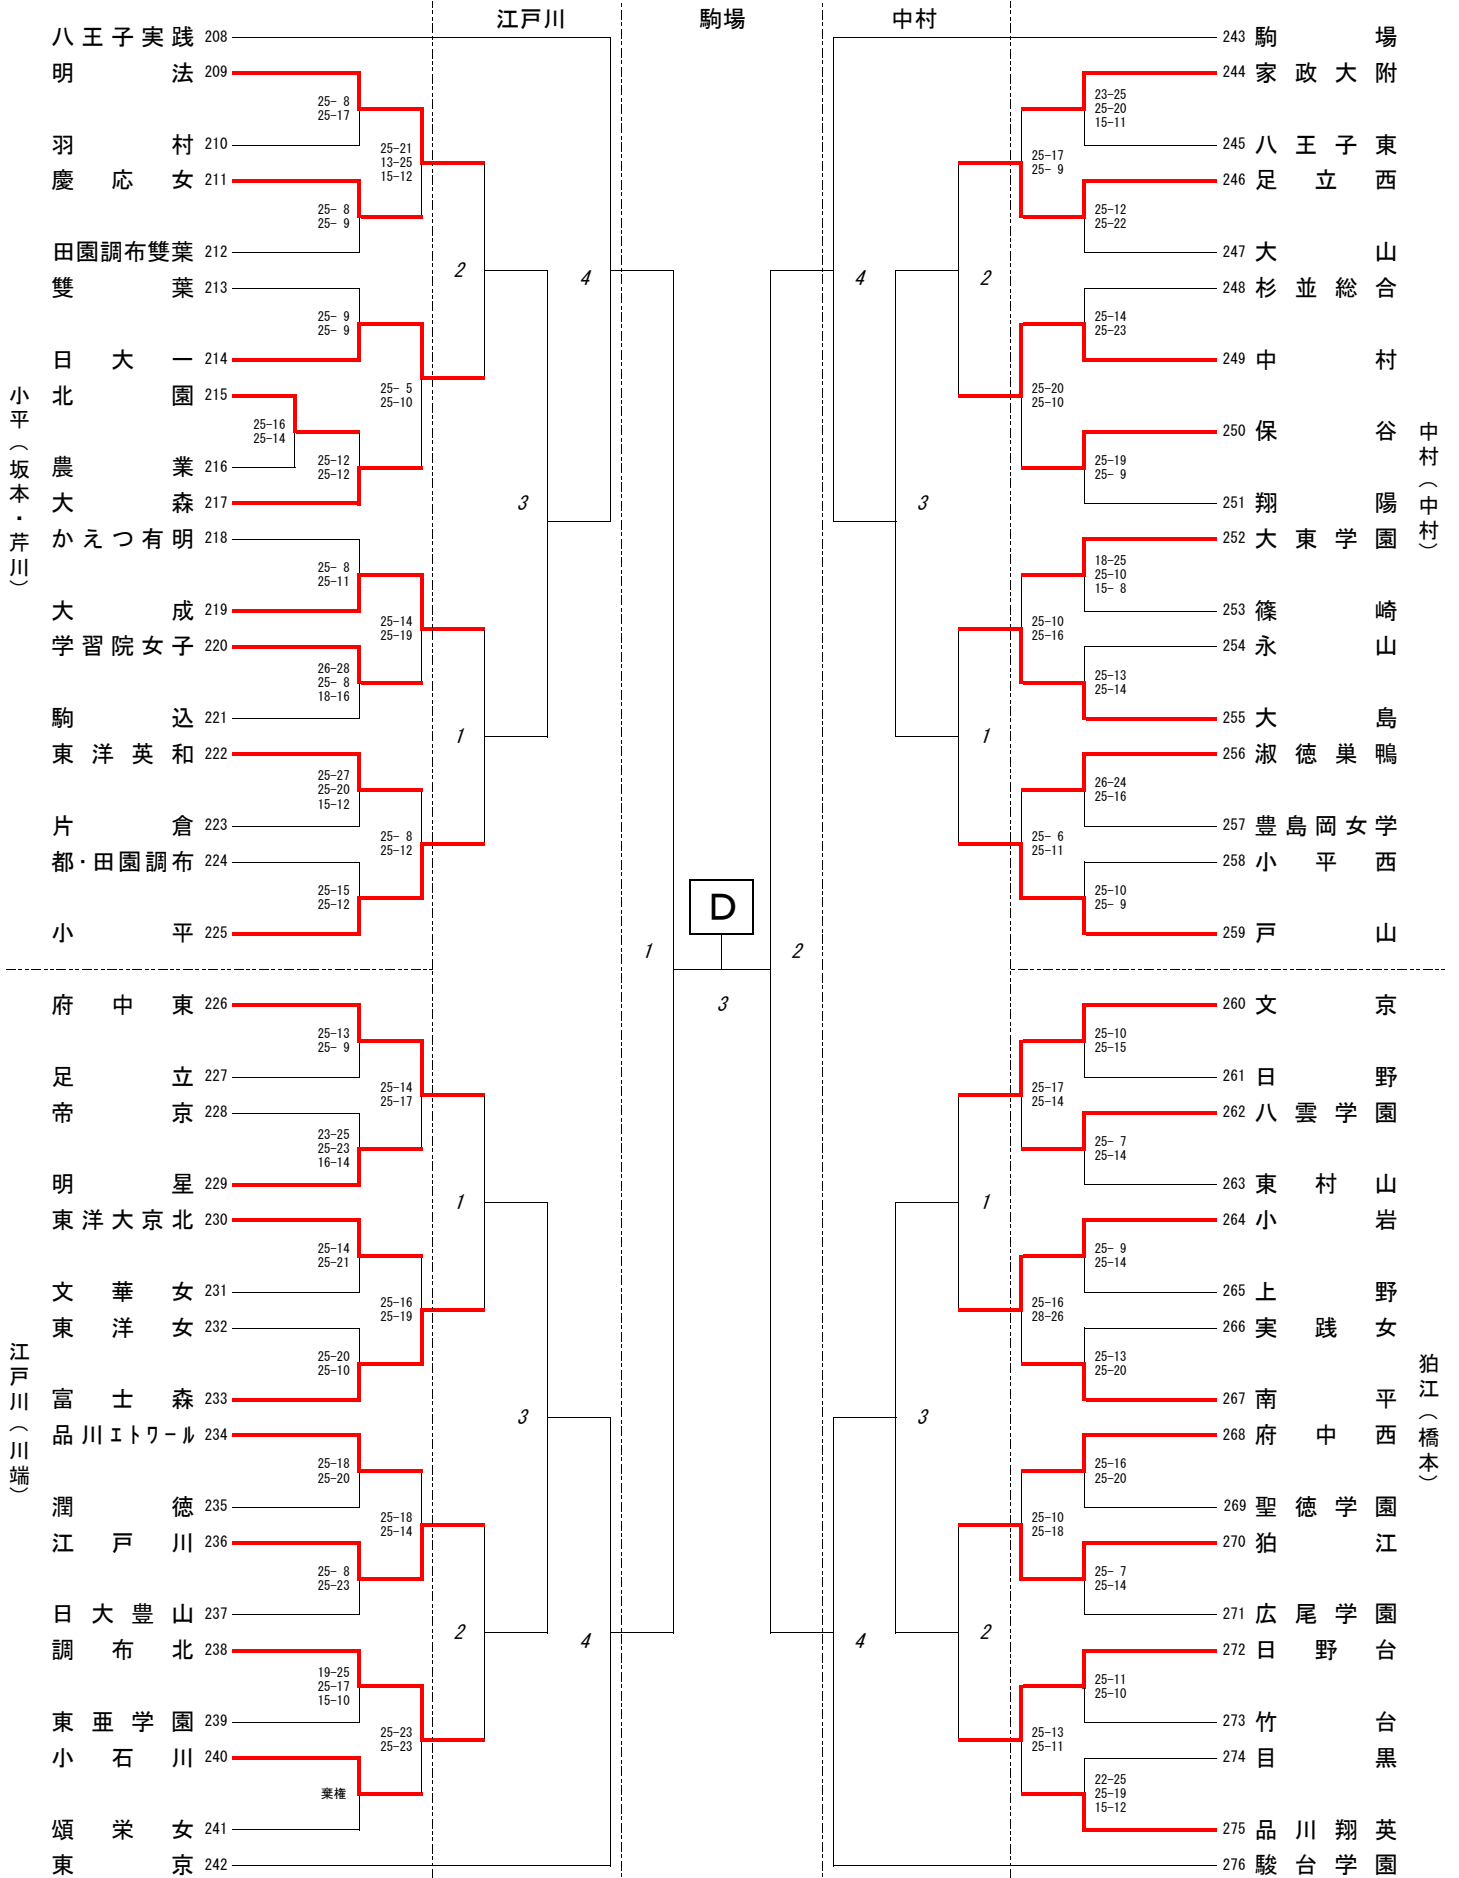 江戸川 駒場 中村
八王子実践 208
明法 209
25- 8
25-17
羽村 210
25-21
13-25
15-12
慶応女 211
25- 8
25- 9
田園調布雙葉 212
2
4
雙葉 213
25- 9
25- 9
日大一 214
25- 5
25-10
北園 215
25-16
25-14
農業 216
25-12
25-12
大森 217
3
かえつ有明 218
25- 8
25-11
大成 219
25-14
25-19
学習院女子 220
26-28
25- 8
18-16
駒込 221
1
東洋英和 222
25-27
25-20
15-12
片倉 223
25- 8
25-12
都・田園調布 224
25-15
25-12
小平 225
小平（坂本・芹川）
府中東 226
25-13
25- 9
足立 227
25-14
25-17
帝京 228
23-25
25-23
16-14
明星 229
1
東洋大京北 230
25-14
25-21
文華女 231
25-16
25-19
東洋女 232
25-20
25-10
富士森 233
3
品川エトワール 234
25-18
25-20
潤徳 235
25-18
25-14
江戸川 236
25- 8
25-23
日大豊山 237
2
4
調布北 238
19-25
25-17
15-10
東亜学園 239
25-23
25-23
小石川 240
棄権
頌栄女 241
東京 242
江戸川（川端）
D
1
2
3
243 駒場
244 家政大附
23-25
25-20
15-11
245 八王子東
25-17
25- 9
246 足立西
25-12
25-22
247 大山
4
2
248 杉並総合
25-14
25-23
249 中村
25-20
25-10
250 保谷
25-19
25- 9
251 翔陽
3
252 大東学園
18-25
25-10
15- 8
253 篠崎
25-10
25-16
254 永山
25-13
25-14
255 大島
1
256 淑徳巣鴨
26-24
25-16
257 豊島岡女学
25- 6
25-11
258 小平西
25-10
25- 9
259 戸山
中村（中村）
260 文京
25-10
25-15
261 日野
25-17
25-14
262 八雲学園
25- 7
25-14
263 東村山
1
264 小岩
25- 9
25-14
265 上野
25-16
28-26
266 実践女
25-13
25-20
267 南平
3
268 府中西
25-16
25-20
269 聖徳学園
25-10
25-18
270 狛江
25- 7
25-14
271 広尾学園
4
2
272 日野台
25-11
25-10
273 竹台
25-13
25-11
274 目黒
22-25
25-19
15-12
275 品川翔英
276 駿台学園
狛江（橋本）